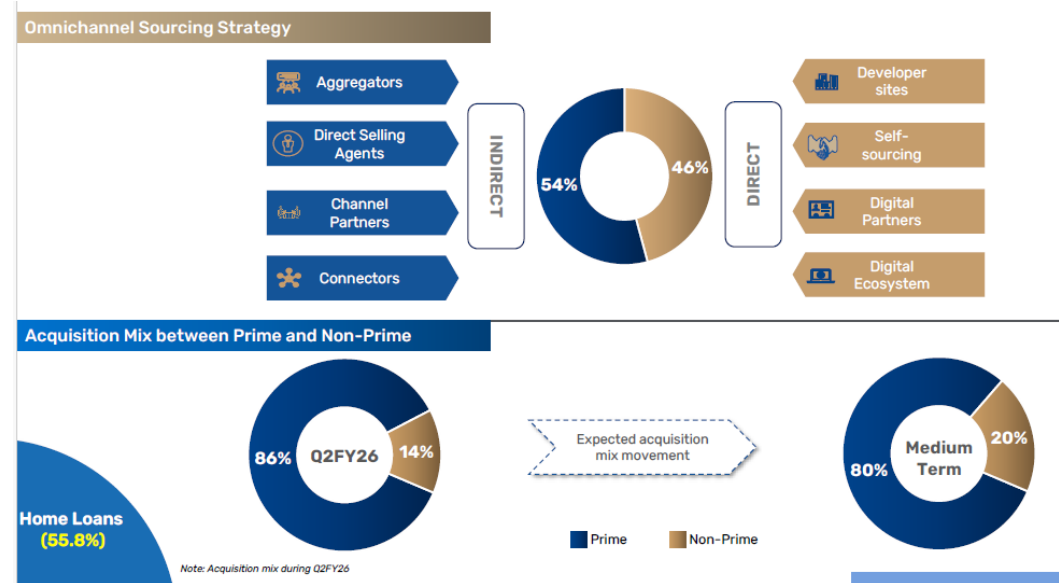 Omnichannel Sourcing Strategy
Aggregators
Direct Selling
Agents
Channel
Partners
Connectors
INDIRECT
54%
46%
DIRECT
Developer
sites
Self-
sourcing
Digital
Partners
Digital
Ecosystem
Acquisition Mix between Prime and Non-Prime
Home Loans
(55.8%)
86%
Q2FY26
14%
Expected acquisition
mix movement
80%
Medium
Term
20%
Prime
Non-Prime
Note: Acquisition mix during Q2FY26